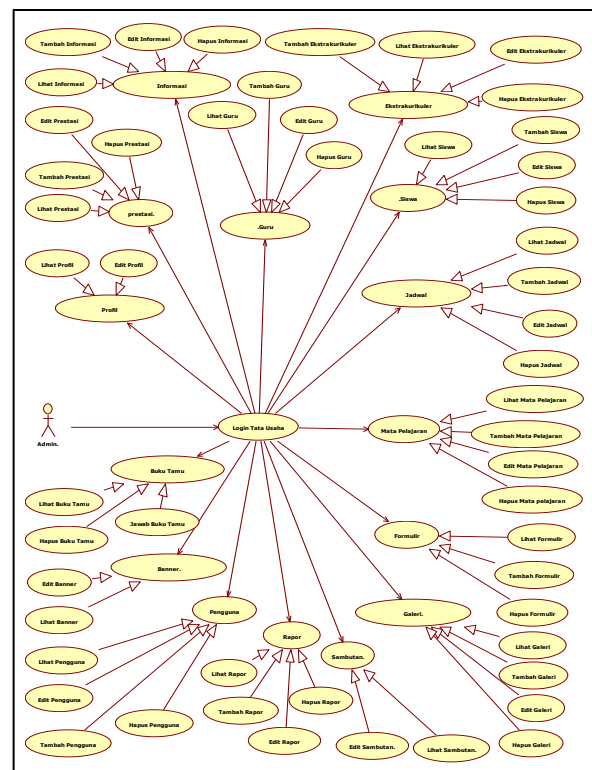 Edit Informasi
Tambah Informasi
Hapus Informasi
Lihat Informasi
Informasi
Tambah Ekstrakurikuler
Lihat Ekstrakurikuler
Edit Ekstrakurikuler
Hapus Ekstrakurikuler
Ekstrakurikuler
Tambah Guru
Lihat Guru
Edit Guru
Hapus Guru
.Guru
Edit Prestasi
Hapus Prestasi
Tambah Prestasi
Lihat Prestasi
prestasi.
Lihat Siswa
Tambah Siswa
Edit Siswa
Hapus Siswa
.Siswa
Lihat Profil
Edit Profil
Profil
Lihat Jadwal
Tambah Jadwal
Edit Jadwal
Hapus Jadwal
Jadwal
Admin.
Login Tata Usaha
Mata Pelajaran
Lihat Mata Pelajaran
Tambah Mata Pelajaran
Edit Mata Pelajaran
Hapus Mata pelajaran
Buku Tamu
Lihat Buku Tamu
Hapus Buku Tamu
Jawab Buku Tamu
Banner.
Edit Banner
Lihat Banner
Formulir
Lihat Formulir
Tambah Formulir
Hapus Formulir
Pengguna
Lihat Pengguna
Edit Pengguna
Hapus Pengguna
Tambah Pengguna
Rapor
Lihat Rapor
Tambah Rapor
Hapus Rapor
Edit Rapor
Sambutan.
Edit Sambutan.
Lihat Sambutan.
Galeri.
Lihat Galeri
Tambah Galeri
Edit Galeri
Hapus Galeri